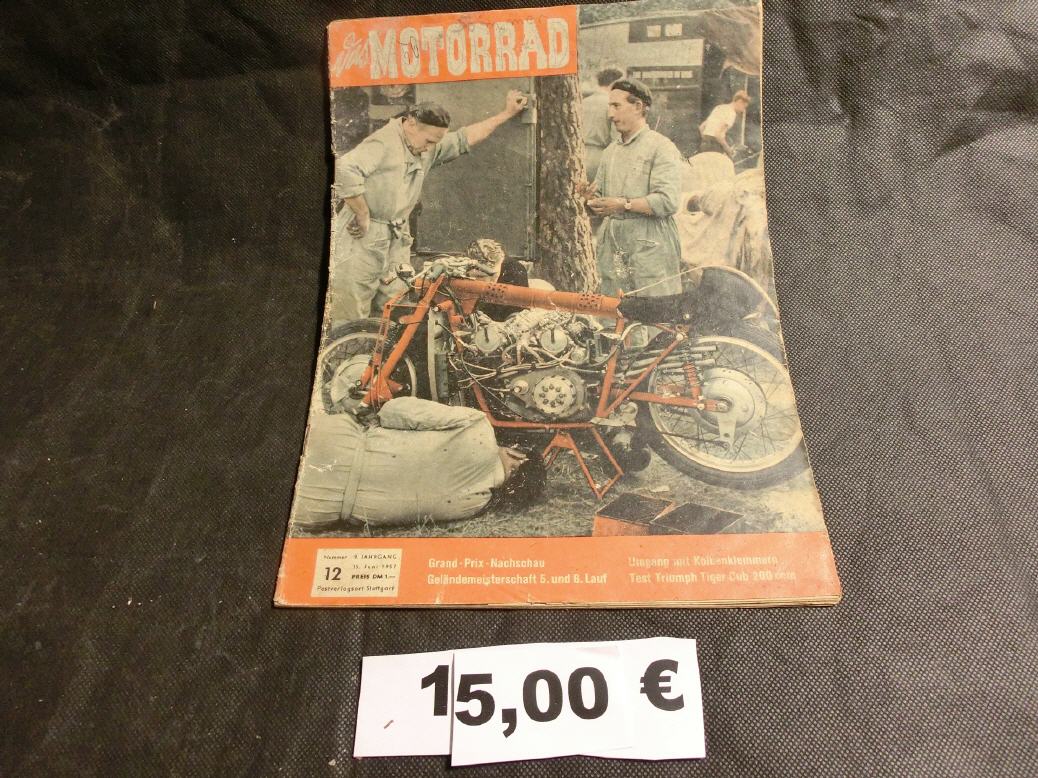 Das MOTORRAD
Nummer 9. JAHRGANG
12 15. Juni 1957
PREIS DM 1.—
Postverlagsort Stuttgart
Grand-Prix-Nachschau
Geländemeisterschaft 5. und 6. Lauf
Umgang mit Kolbenklemmern
Test Triumph Tiger Cub 200 ccm
15,00 €